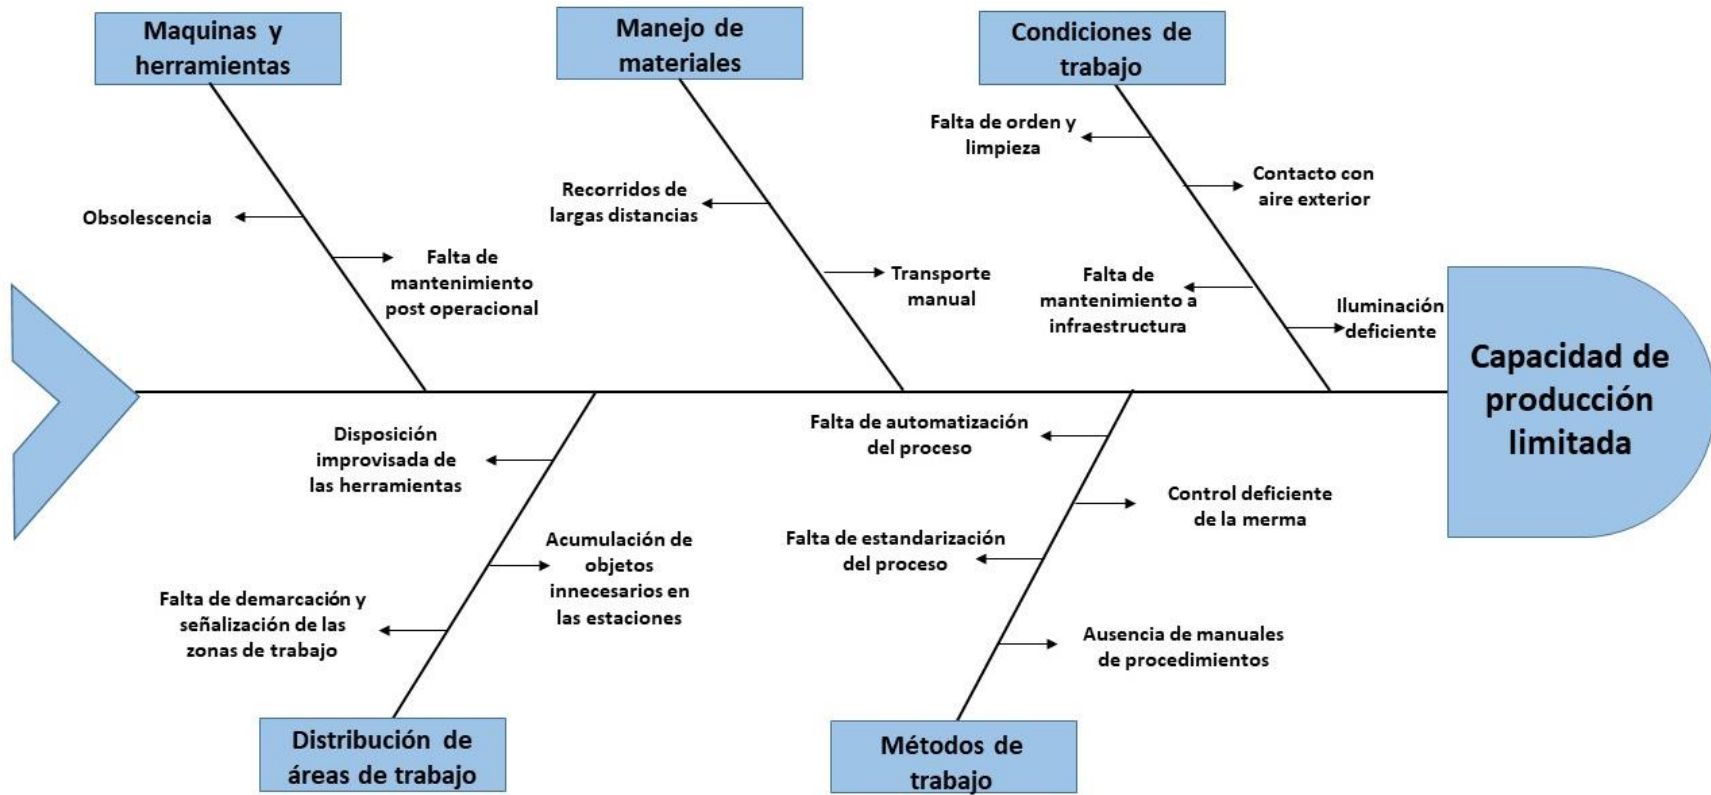 Maquinas y
herramientas
Manejo de
materiales
Condiciones de
trabajo
Obsolescencia
Falta de
mantenimiento
post operacional
Recorridos de
largas distancias
Transporte
manual
Falta de orden y
limpieza
Contacto con
aire exterior
Falta de
mantenimiento a
infraestructura
Iluminación
deficiente
Capacidad de
producción
limitada
Disposición
improvisada de
las herramientas
Acumulación de
objetos
innecesarios en
las estaciones
Falta de demarcación y
señalización de las
zonas de trabajo
Falta de automatización
del proceso
Control deficiente
de la merma
Falta de estandarización
del proceso
Ausencia de manuales
de procedimientos
Distribución de
áreas de trabajo
Métodos de
trabajo